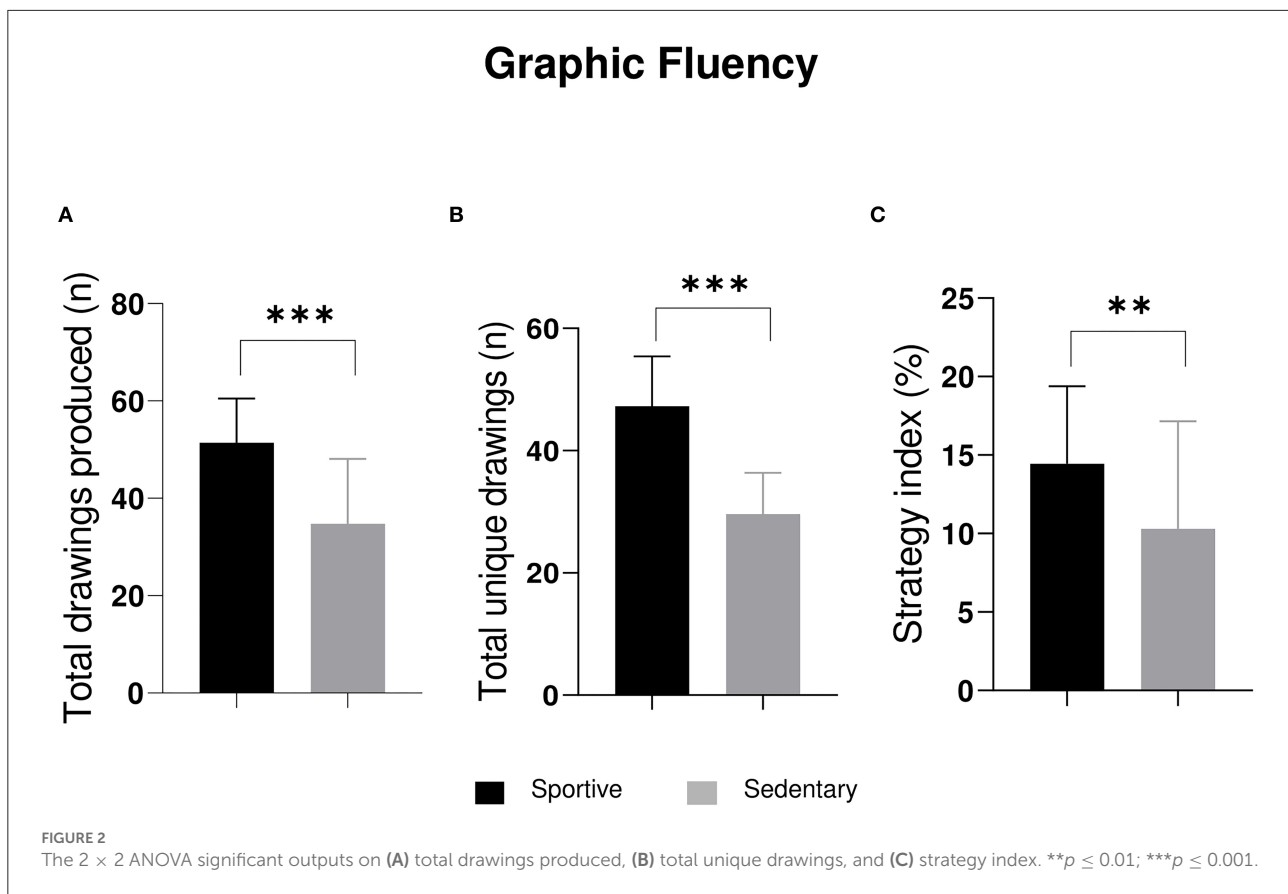 Graphic Fluency
A
B
C
Total drawings produced (n)
80
60
40
20
0
***
Total unique drawings (n)
60
40
20
0
***
Strategy index (%)
25
20
15
10
5
0
**
Sportive
Sedentary
FIGURE 2
The 2 × 2 ANOVA significant outputs on (A) total drawings produced, (B) total unique drawings, and (C) strategy index. **p ≤ 0.01; ***p ≤ 0.001.